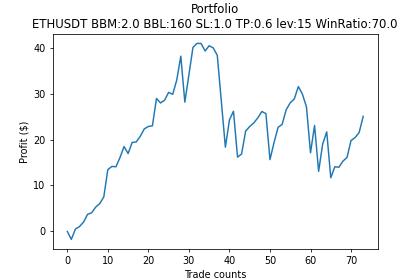 Portfolio
ETHUSDT BBM:2.0 BBL:160 SL:1.0 TP:0.6 lev:15 WinRatio:70.0
40
30
20
10
0
Profit ($)
0 10 20 30 40 50 60 70
Trade counts